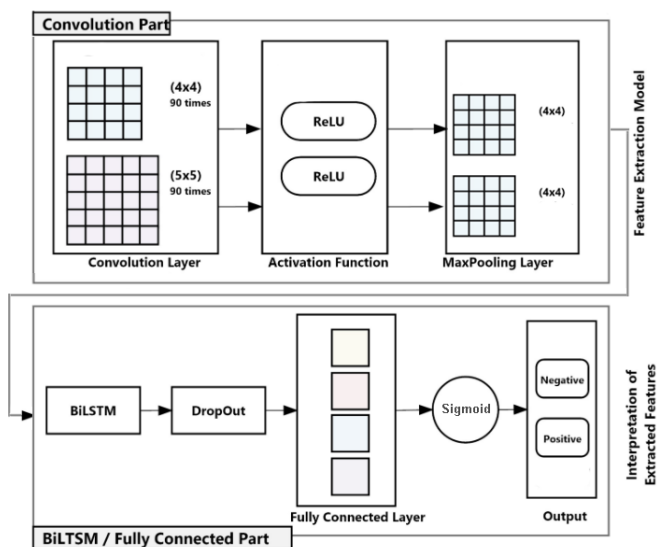 Convolution Part
(4x4)
90 times
(5x5)
90 times
Convolution Layer
ReLU
ReLU
Activation Function
(4x4)
(4x4)
MaxPooling Layer
Feature Extraction Model
BiLSTM
DropOut
Fully Connected Layer
Sigmoid
Negative
Positive
Output
Interpretation of
Extracted Features
BiLTSM / Fully Connected Part